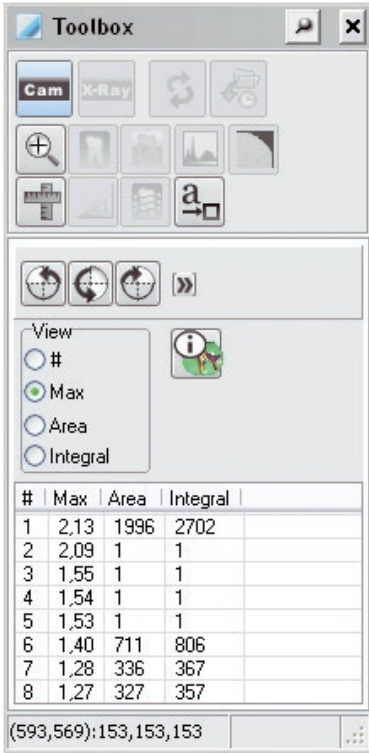 Toolbox
Cam X-Ray
a
View
#
Max
Area
Integral
# Max Area Integral
1 2,13 1996 2702
2 2,09 1 1
3 1,55 1 1
4 1,54 1 1
5 1,53 1 1
6 1,40 711 806
7 1,28 336 367
8 1,27 327 357
(593,569):153,153,153